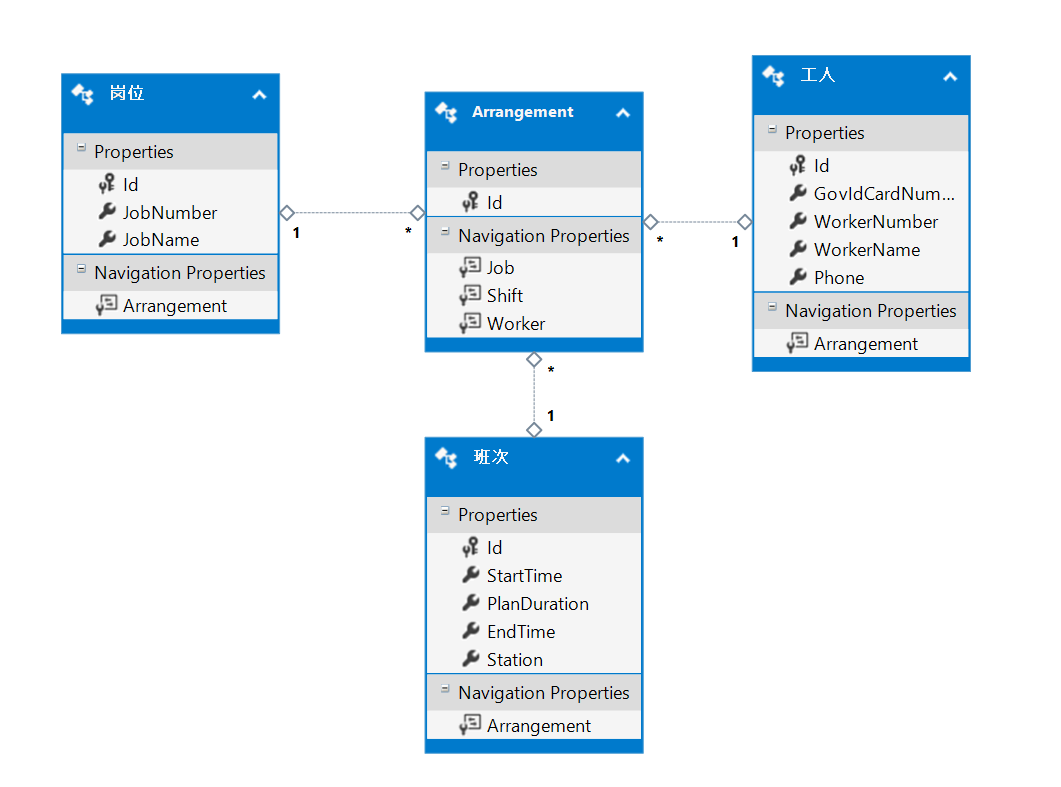 岗位
Properties
Id
JobNumber
JobName
Navigation Properties
Arrangement
1
*
Arrangement
Properties
Id
Navigation Properties
Job
Shift
Worker
*
1
工人
Properties
Id
GovIdCardNum...
WorkerNumber
WorkerName
Phone
Navigation Properties
Arrangement
*
1
班次
Properties
Id
StartTime
PlanDuration
EndTime
Station
Navigation Properties
Arrangement